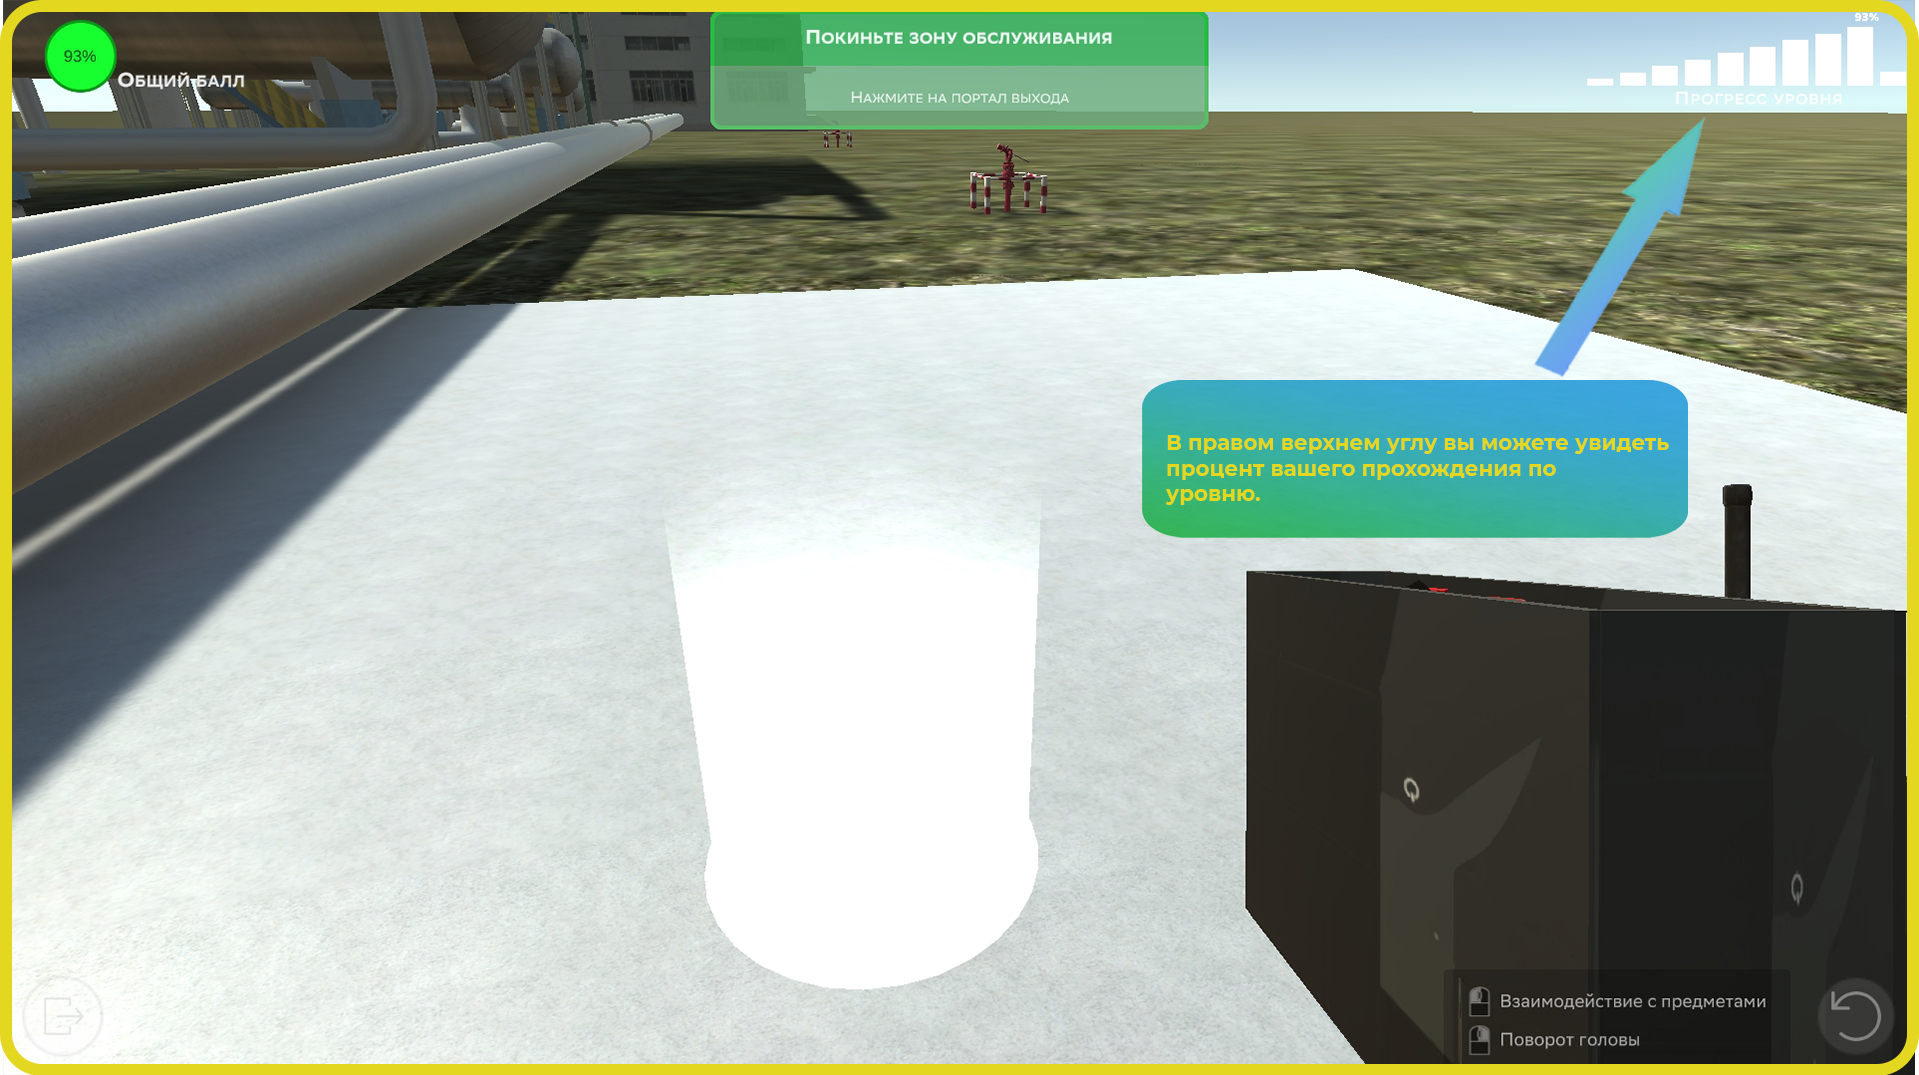 93%
Общий балл
Покиньте зону обслуживания
Нажмите на портал выхода
93%
Прогресс уровня
В правом верхнем углу вы можете увидеть
процент вашего прохождения по
уровню.
Взаимодействие с предметами
Поворот головы